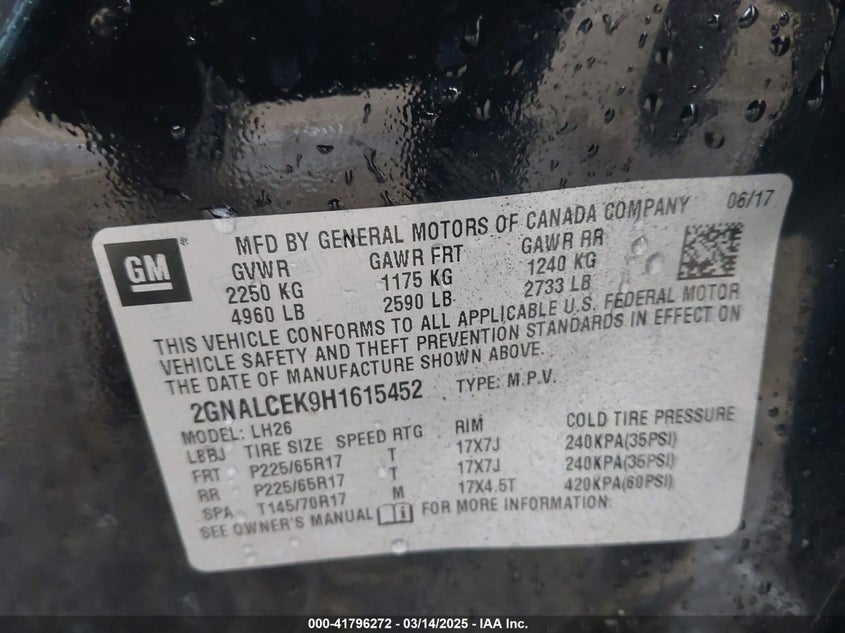 GM ®
MFD BY GENERAL MOTORS OF CANADA COMPANY 06/17
GVWR GAWR FRT GAWR RR
2250 KG 1175 KG 1240 KG
4960 LB 2590 LB 2733 LB
THIS VEHICLE CONFORMS TO ALL APPLICABLE U.S. FEDERAL MOTOR
VEHICLE SAFETY AND THEFT PREVENTION STANDARDS IN EFFECT ON
THE DATE OF MANUFACTURE SHOWN ABOVE.
2GNALCEK9H1615452 TYPE: M.P.V.
MODEL: LH26
LBBJ TIRE SIZE SPEED RTG RIM COLD TIRE PRESSURE
FRT P225/65R17 T 17X7J 240KPA(35PSI)
RR P225/65R17 T 17X7J 240KPA(35PSI)
SPA T145/70R17 M 17X4.5T 420KPA(60PSI)
SEE OWNER'S MANUAL FOR MORE INFORMATION
000-41796272 — 03/14/2025 — IAA Inc.